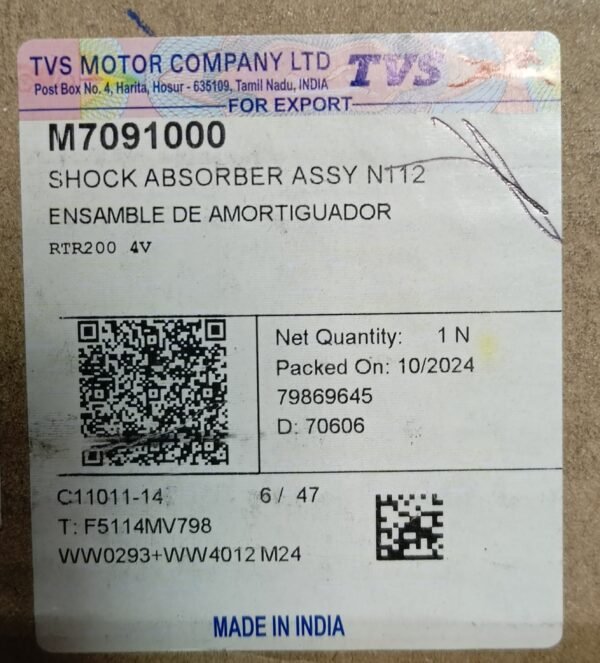 TVS MOTOR COMPANY LTD TVS
Post Box No. 4, Harita, Hosur - 635109, Tamil Nadu, INDIA
FOR EXPORT
M7091000
SHOCK ABSORBER ASSY N112
ENSAMBLE DE AMORTIGUADOR
RTR200 4V
Net Quantity: 1 N
Packed On: 10/2024
79869645
D: 70606
C11011-14 6 / 47
T: F5114MV798
WW0293+WW4012 M24
MADE IN INDIA